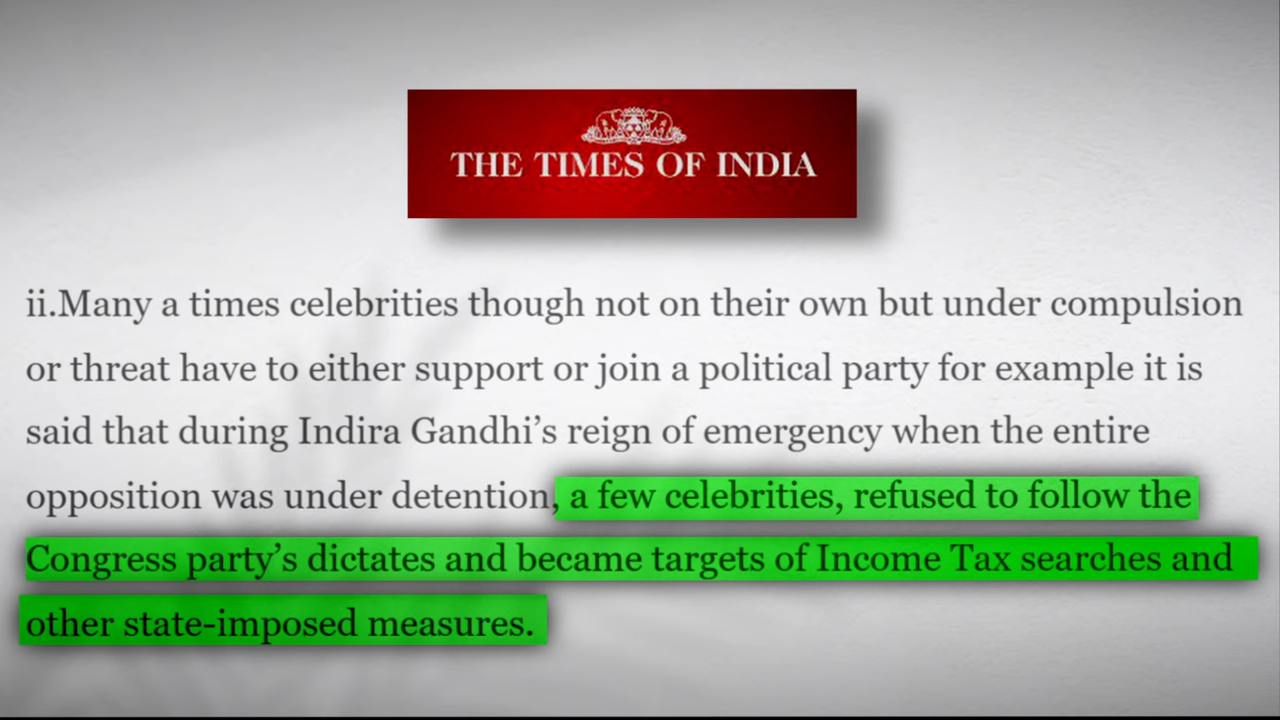 THE TIMES OF INDIA
ii.Many a times celebrities though not on their own but under compulsion
or threat have to either support or join a political party for example it is
said that during Indira Gandhi’s reign of emergency when the entire
opposition was under detention, a few celebrities, refused to follow the
Congress party’s dictates and became targets of Income Tax searches and
other state-imposed measures.